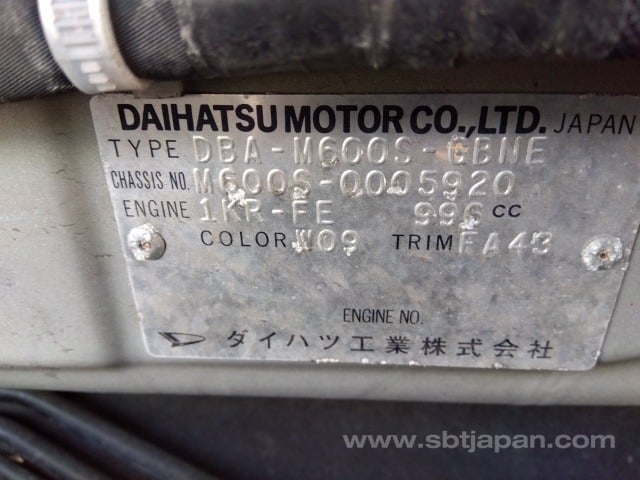 DAIHATSU MOTOR CO.,LTD. JAPAN
TYPE DBA-M600S-GBNE
CHASSIS NO. M600S-0005920
ENGINE 1KR-FE 996 CC
COLOR W09 TRIM FA43
ENGINE NO.
ダイハツ工業株式会社
www.sbtjapan.com